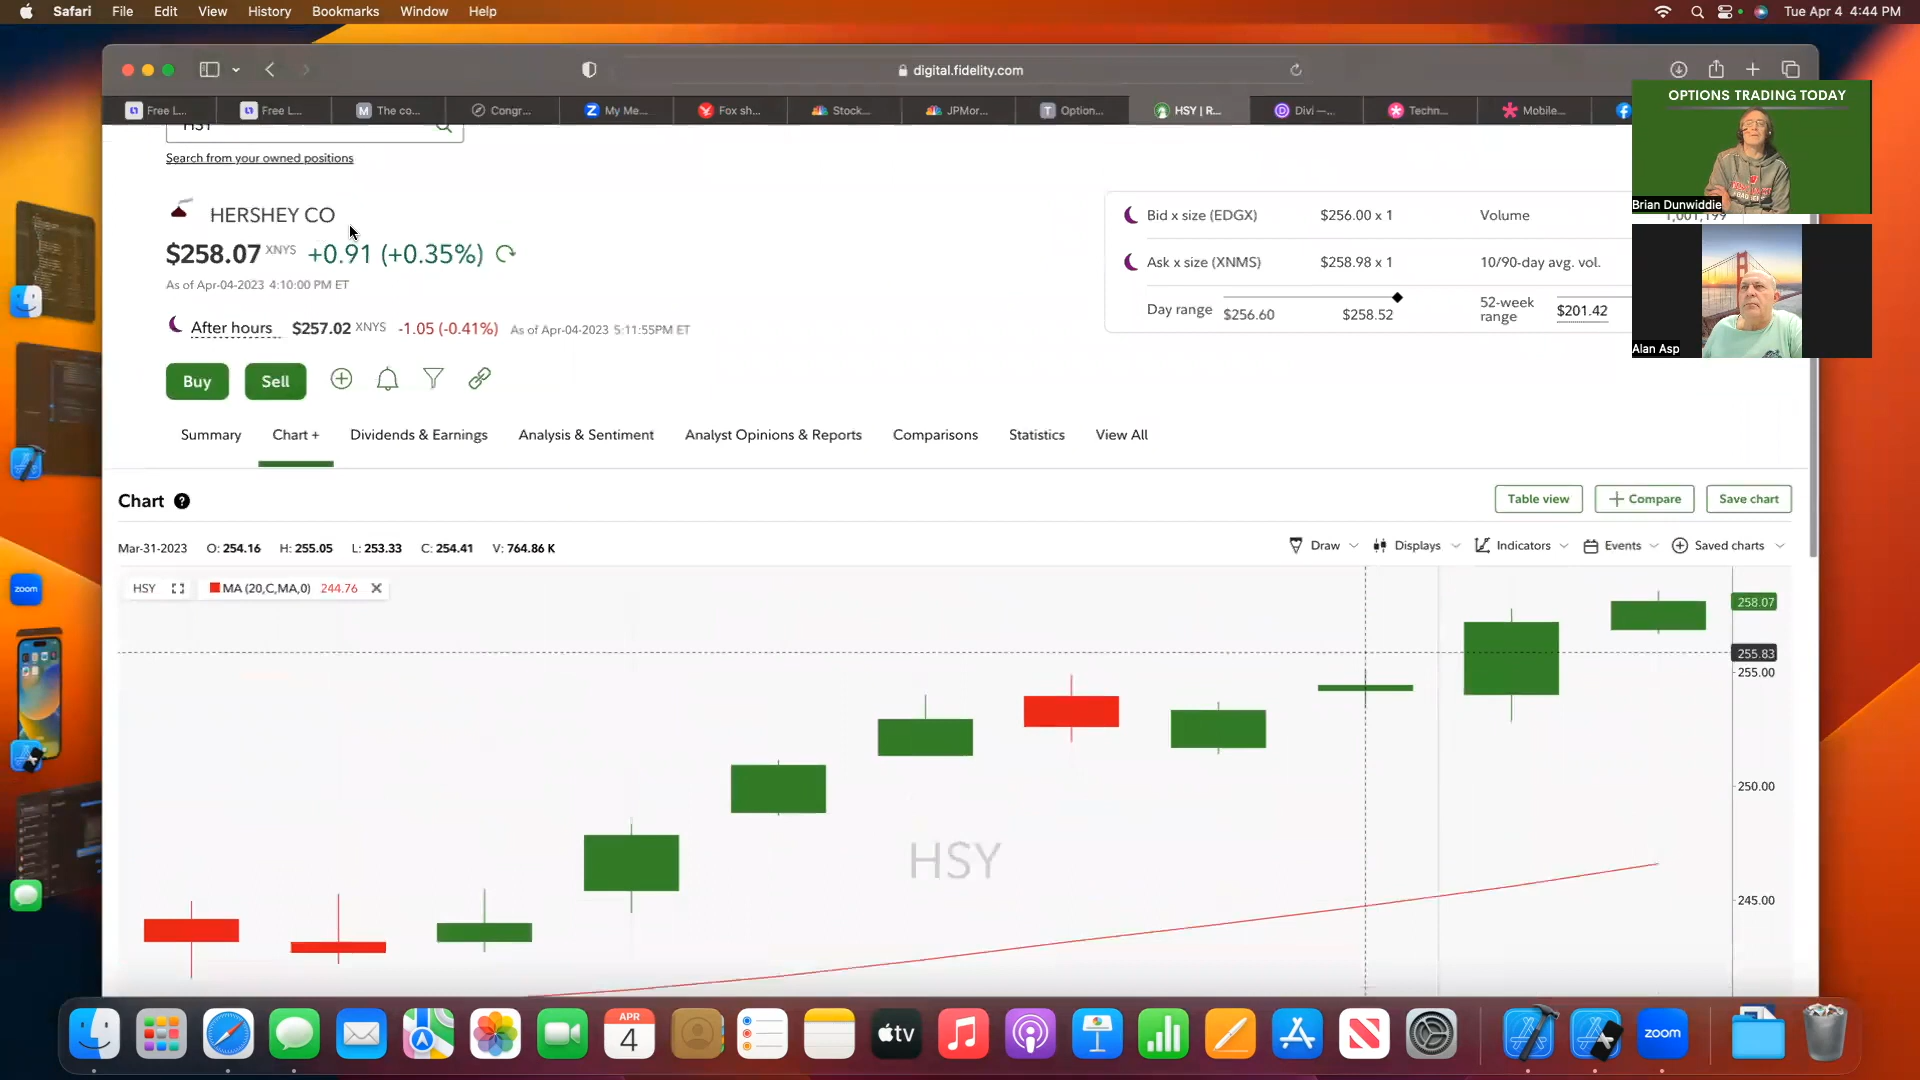 Safari File Edit View History Bookmarks Window Help Tue Apr 4 4:44 PM
digital.fidelity.com
Free L... Free L... The co... Congr... My Me... Fox sh... Stock... JPMor... Option... HSY | R... Divi —... Techn... Mobile...
OPTIONS TRADING TODAY
HSY
Search from your owned positions
HERSHEY CO
$258.07 XNYS +0.91 (+0.35%)
As of Apr-04-2023 4:10:00 PM ET
After hours $257.02 XNYS -1.05 (-0.41%) As of Apr-04-2023 5:11:55PM ET
Bid x size (EDGX) $256.00 x 1 Volume 1,001,199
Ask x size (XNMS) $258.98 x 1 10/90-day avg. vol.
Day range $256.60 $258.52 52-week range $201.42
Brian Dunwiddie
Alan Asp
Buy Sell
Summary Chart + Dividends & Earnings Analysis & Sentiment Analyst Opinions & Reports Comparisons Statistics View All
Chart ? Table view Compare Save chart
Mar-31-2023 O: 254.16 H: 255.05 L: 253.33 C: 254.41 V: 764.86 K Draw Displays Indicators Events Saved charts
HSY MA (20,C,MA,0) 244.76
258.07
255.83
255.00
250.00
HSY
245.00
zoom
APR
4
tv
zoom